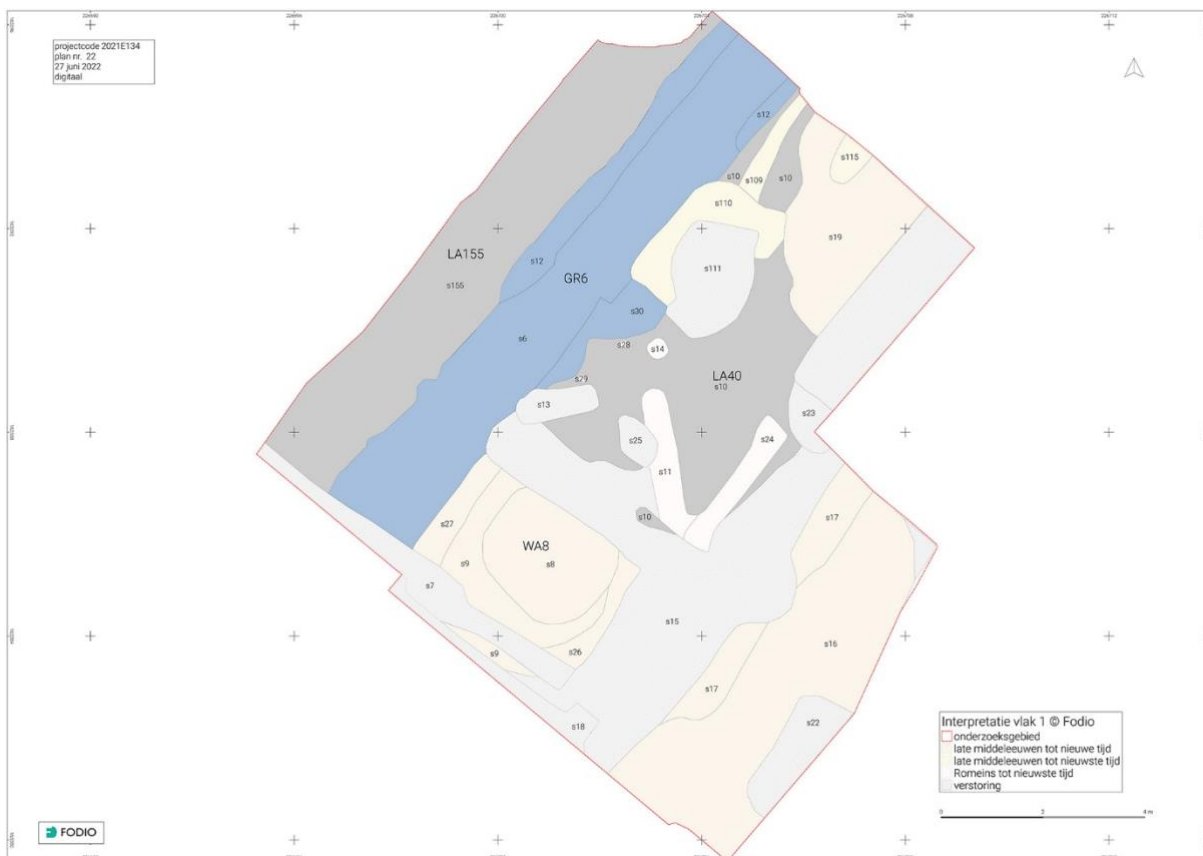 projectcode 2021E134
plan nr. 22
27 juni 2022
digitaal
s12
s115
s10
s109
s10
s110
s19
LA155
s155
s12
GR6
s111
s6
s30
s28
s14
s29
LA40
s10
s13
s23
s25
s24
s11
s10
s17
s27
WA8
s9
s8
s7
s15
s16
s9
s26
s17
s18
s22
Interpretatie vlak 1 © Fodio
onderzoeksgebied
late middeleeuwen tot nieuwe tijd
late middeleeuwen tot nieuwste tijd
Romeins tot nieuwste tijd
verstoring
0 2 4 m
FODIO